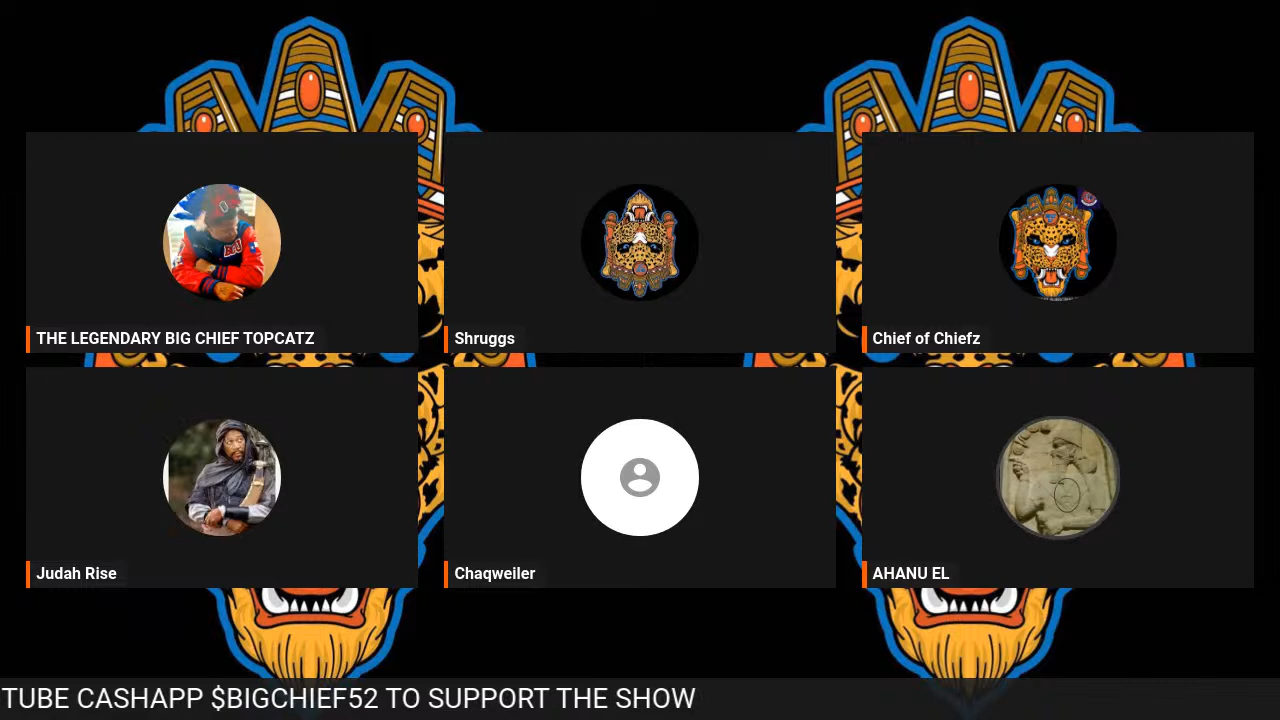 THE LEGENDARY BIG CHIEF TOPCATZ
Shruggs
Chief of Chiefz
Judah Rise
Chaqweiler
AHANU EL
TUBE CASHAPP $BIGCHIEF52 TO SUPPORT THE SHOW